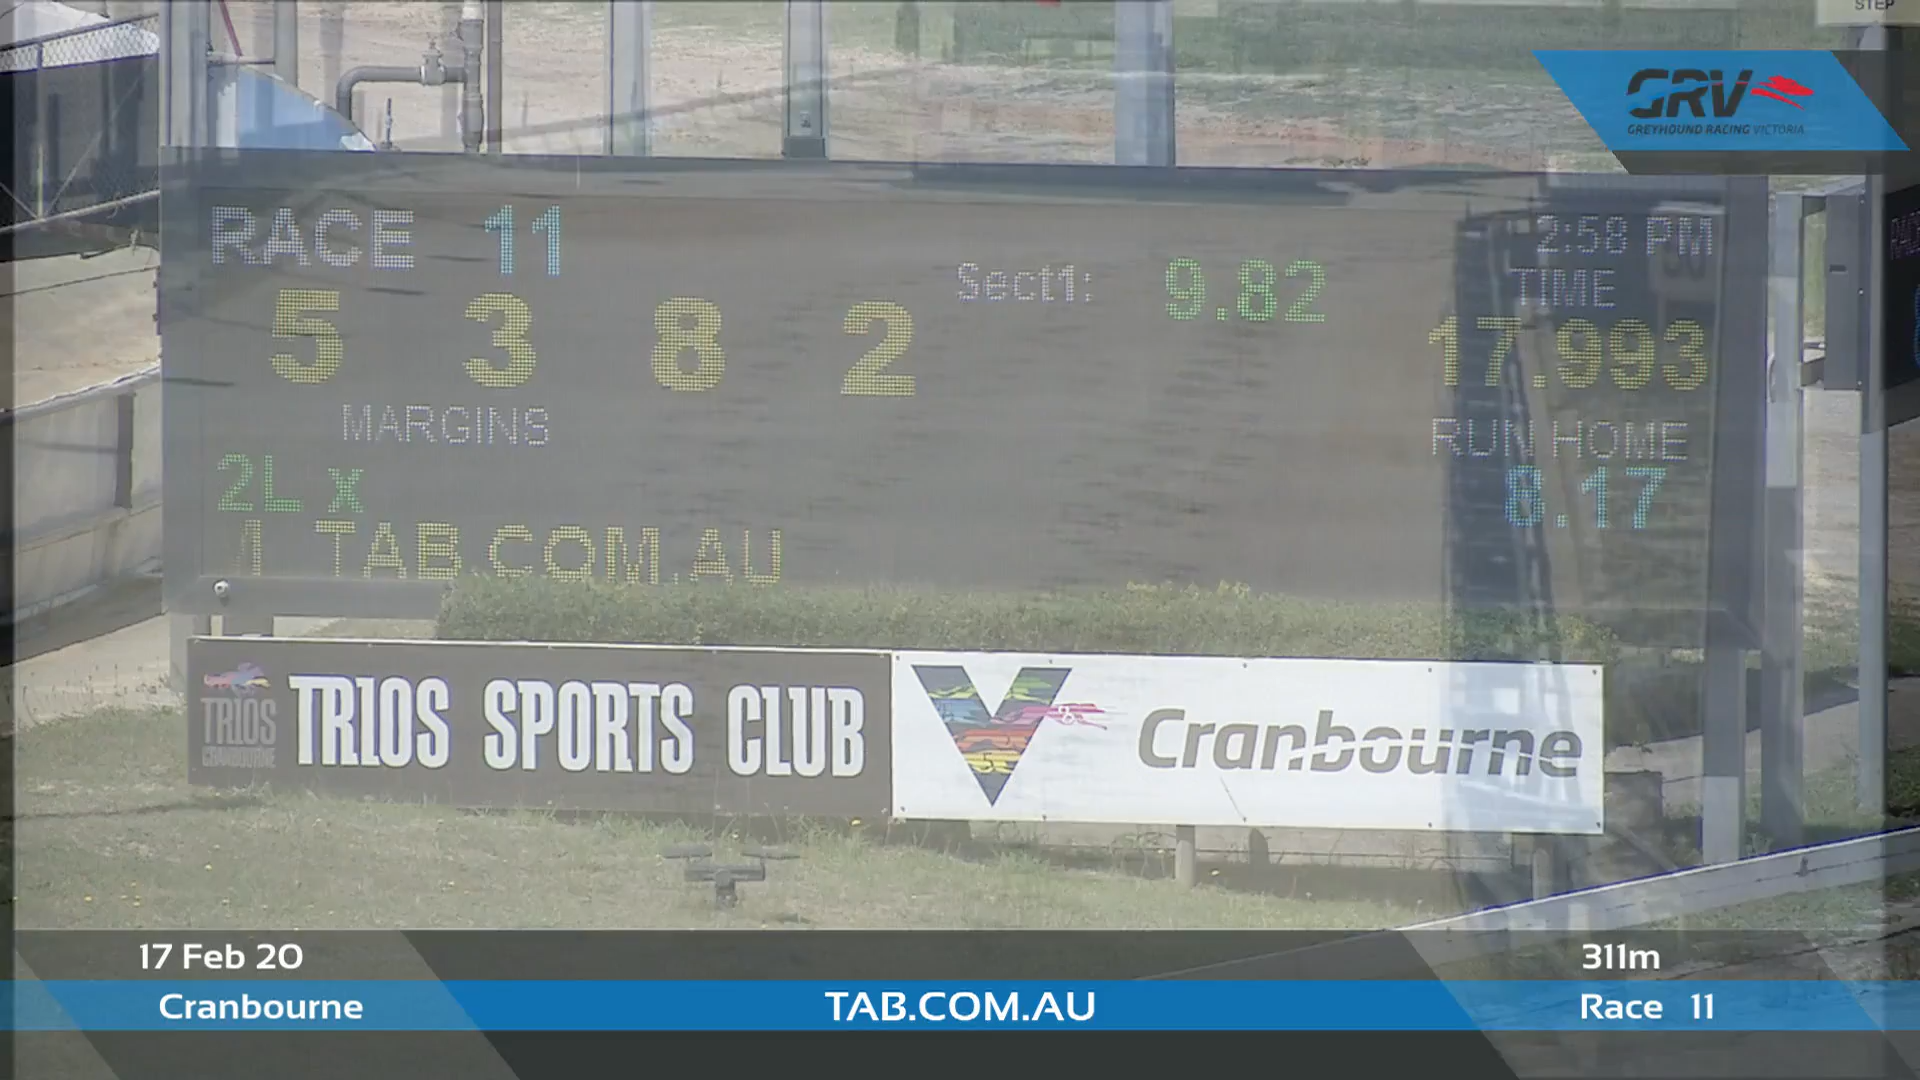 STEP
GRV
GREYHOUND RACING VICTORIA
RACE 11
2:58 PM
Sect1: 9.82
TIME
5 3 8 2
17.993
MARGINS
RUN HOME
2L x
8.17
TAB.COM.AU
TRIOS CRANBOURNE
TRIOS SPORTS CLUB
Cranbourne
17 Feb 20
311m
Cranbourne
TAB.COM.AU
Race 11